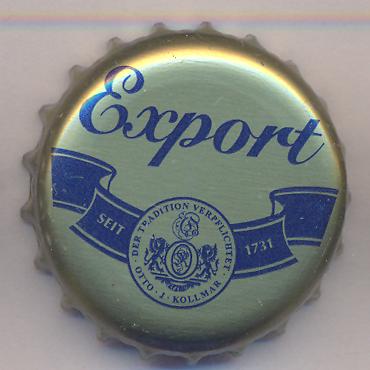 Export
SEIT
1731
· DER TRADITION VERPFLICHTET ·
OTTO · J · KOLLMAR